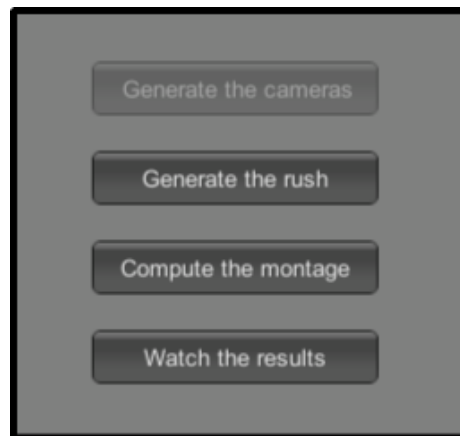 Generate the cameras
Generate the rush
Compute the montage
Watch the results